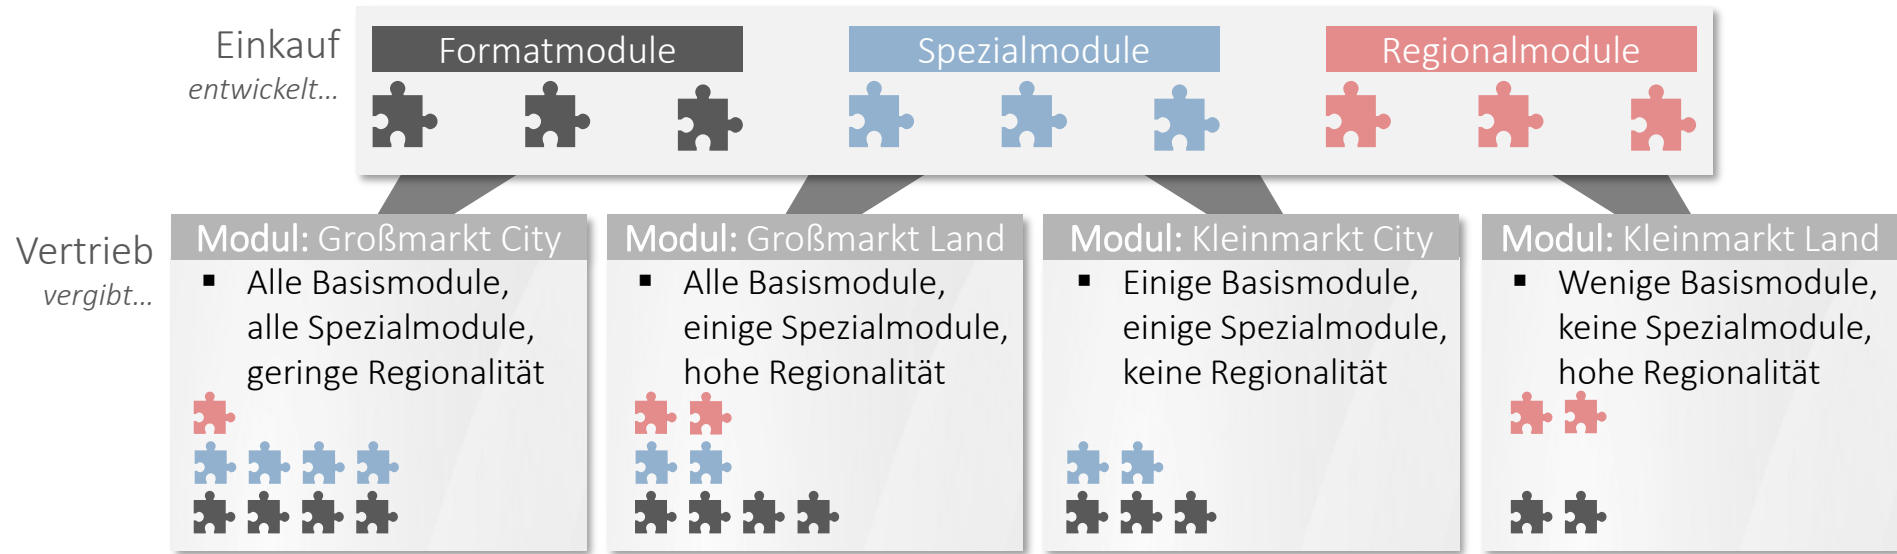 Einkauf
entwickelt...
Formatmodule
Spezialmodule
Regionalmodule
Vertrieb
vergibt...
Modul: Großmarkt City
▪ Alle Basismodule,
alle Spezialmodule,
geringe Regionalität
Modul: Großmarkt Land
▪ Alle Basismodule,
einige Spezialmodule,
hohe Regionalität
Modul: Kleinmarkt City
▪ Einige Basismodule,
einige Spezialmodule,
keine Regionalität
Modul: Kleinmarkt Land
▪ Wenige Basismodule,
keine Spezialmodule,
hohe Regionalität